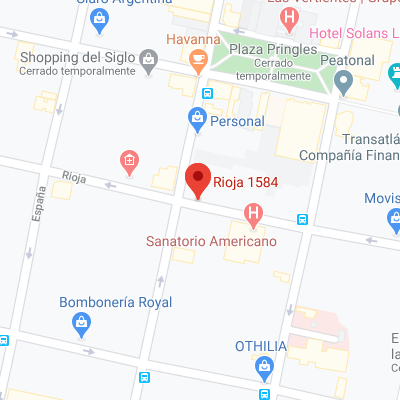 Claro Argentina
Las Vertientes | Grupo
Havanna
Hotel Solans L
Plaza Pringles
Cerrado
temporalmente
Shopping del Siglo
Cerrado temporalmente
Peatonal
Personal
Transatlá
Compañía Finan
H
Rioja
Rioja 1584
España
Movis
H
Sanatorio Americano
Bombonería Royal
OTHILIA
E
la
Ce